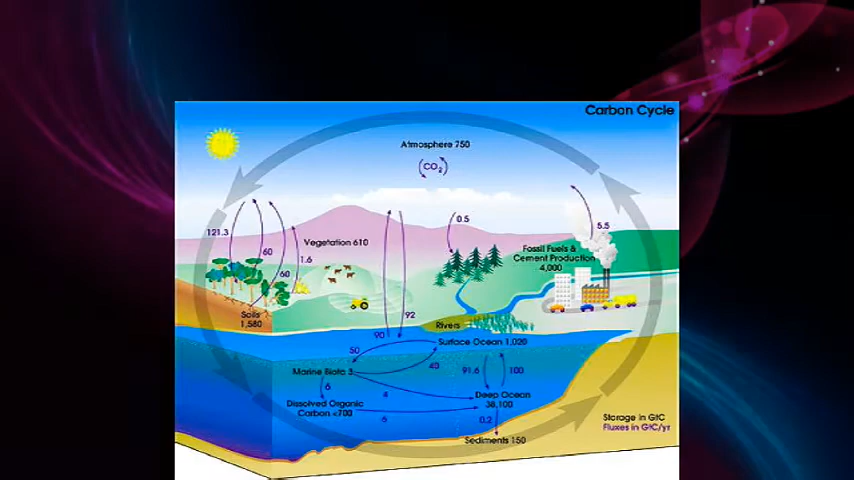 Carbon Cycle
Atmosphere 750
CO2
121.3
60
60
1.6
Vegetation 610
0.5
5.5
Fossil Fuels &
Cement Production
4,000
Soils
1,580
90
92
Rivers
Surface Ocean 1,020
50
40
91.6
100
Marine Biota 3
6
4
Deep Ocean
38,100
Dissolved Organic
Carbon <700
6
0.2
Sediments 150
Storage in GtC
Fluxes in GtC/yr